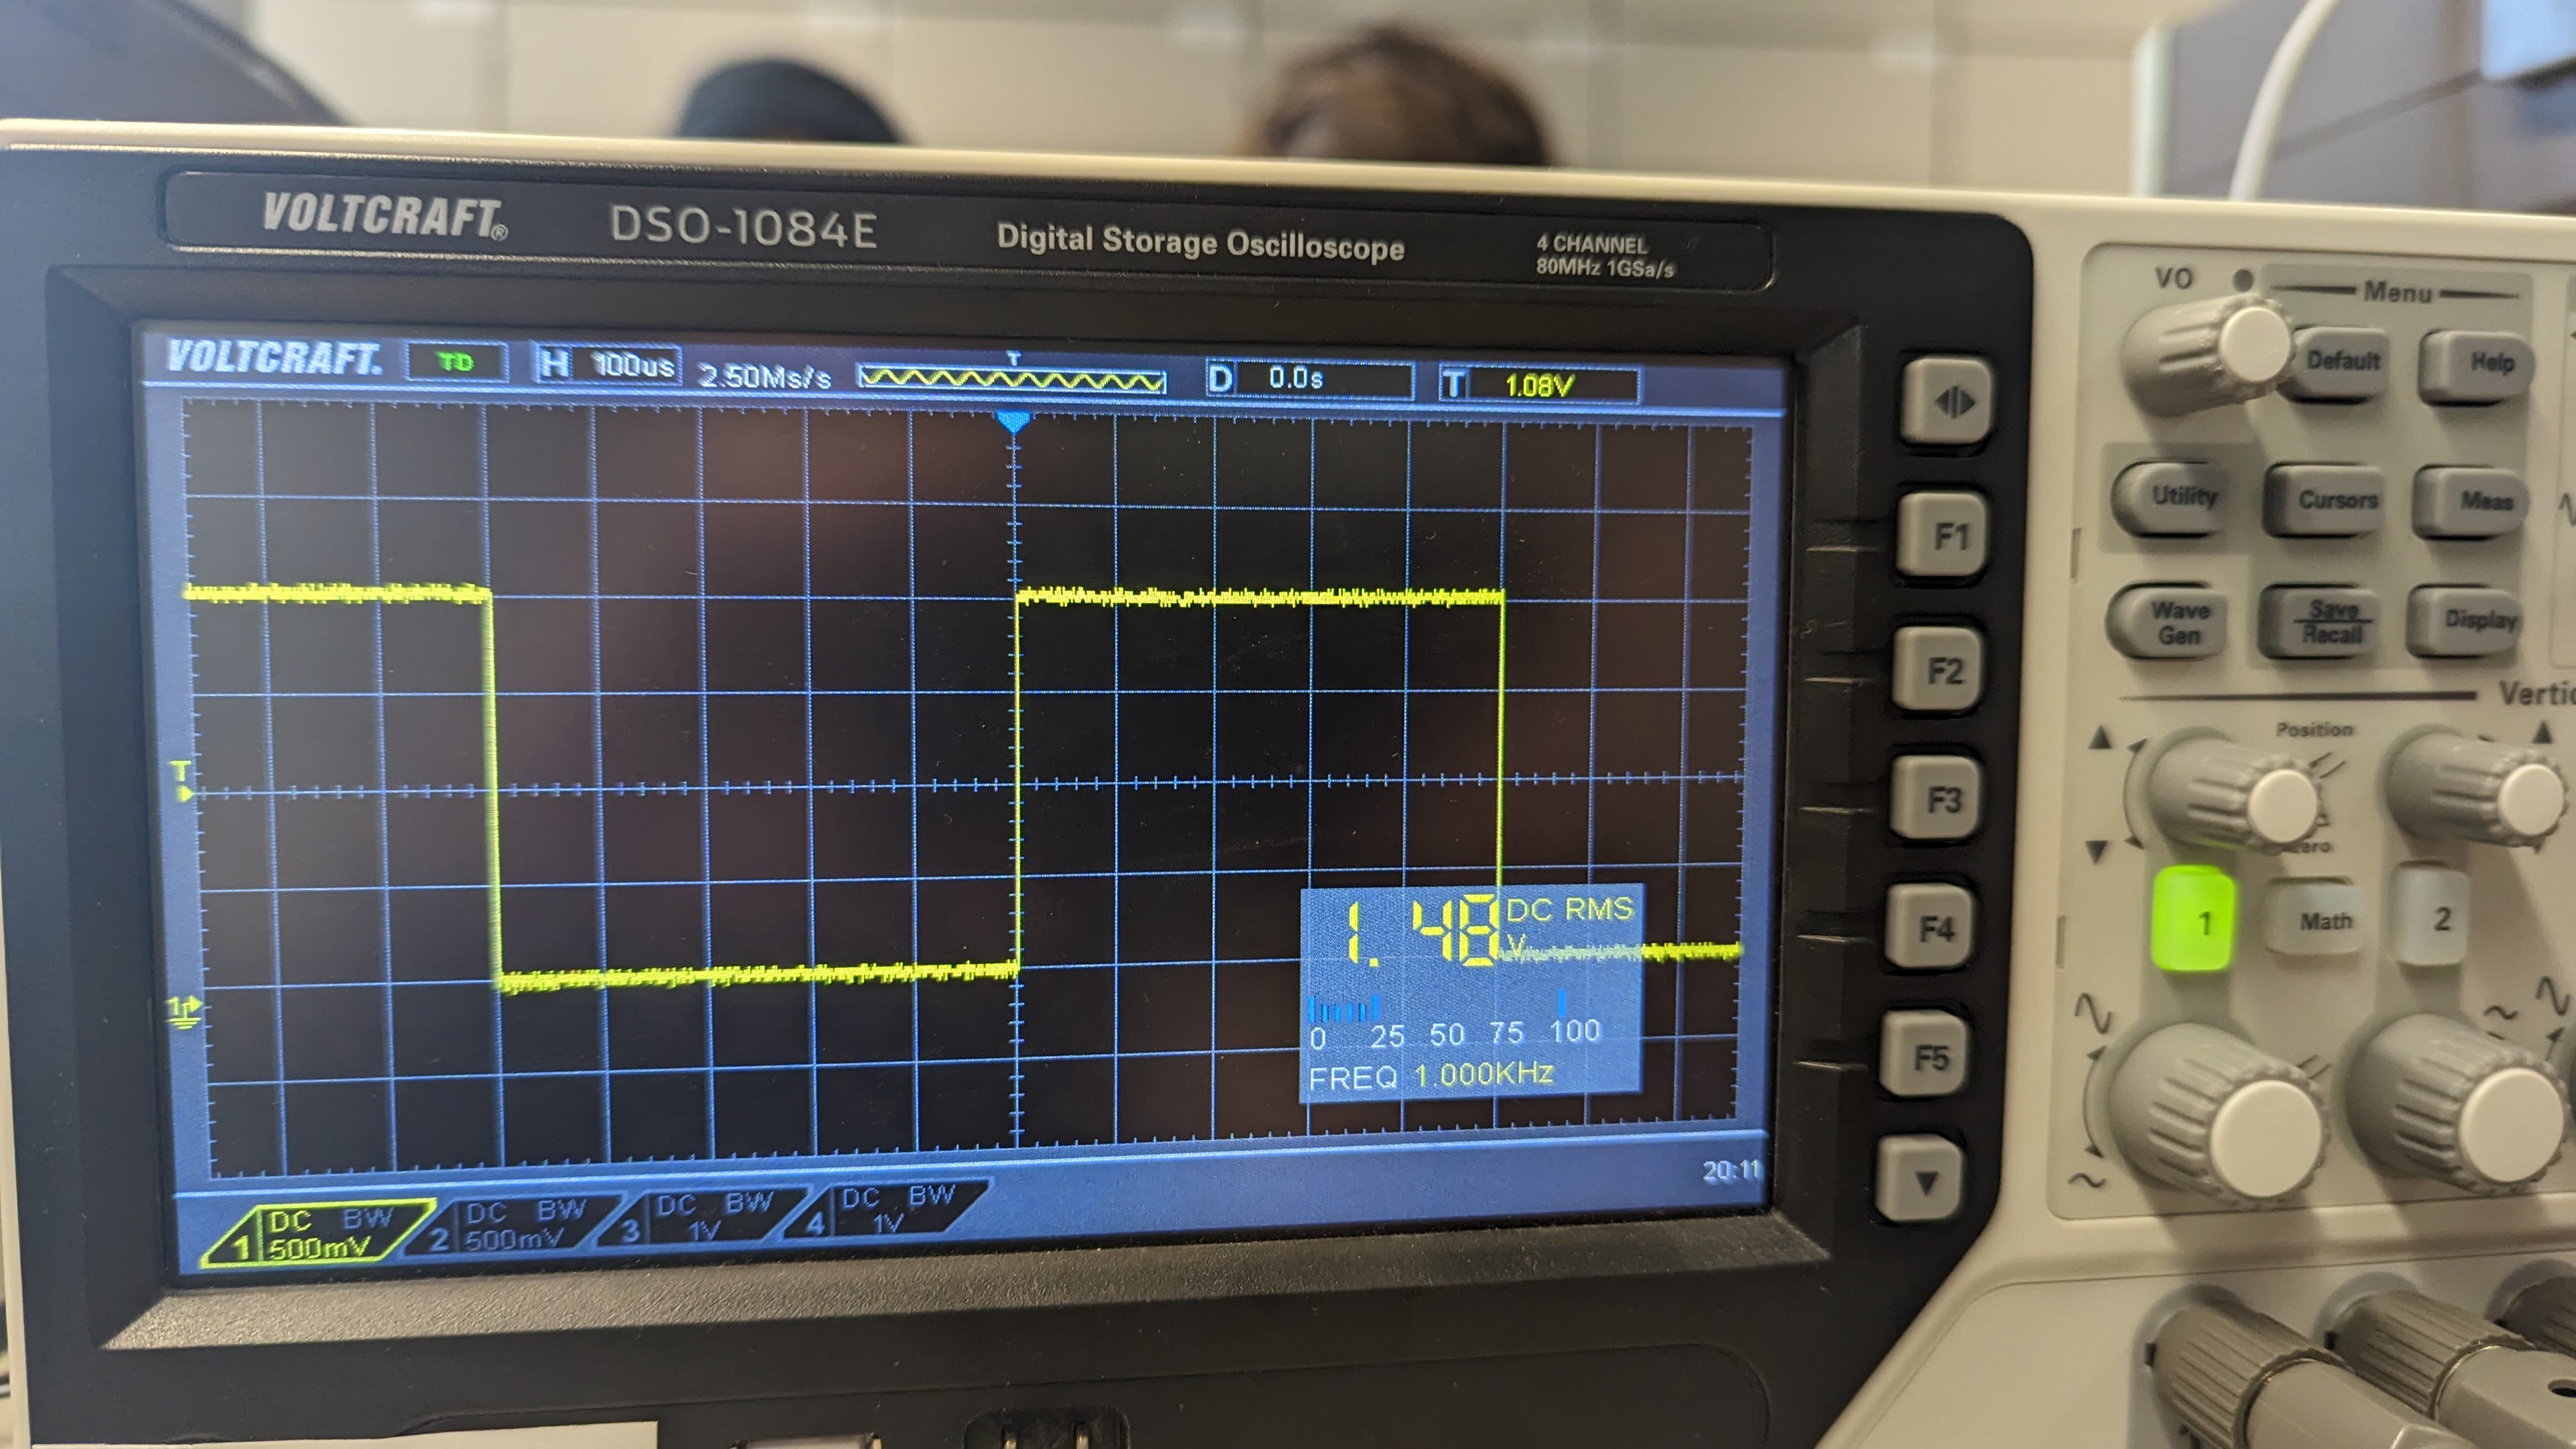 VOLTCRAFT®
DSO-1084E
Digital Storage Oscilloscope
4 CHANNEL
80MHz 1GSa/s
VOLTCRAFT.
TD
H 100us
2.50Ms/s
T
D 0.0s
T 1.08V
T
1
1.48 DC RMS
V
0 25 50 75 100
FREQ 1.000KHz
20:11
1 DC BW
500mV
2 DC BW
500mV
3 DC BW
1V
4 DC BW
1V
F1
F2
F3
F4
F5
VO
Menu
Default
Help
Utility
Cursors
Meas
Wave
Gen
Save
Recall
Display
Position
1
Math
2